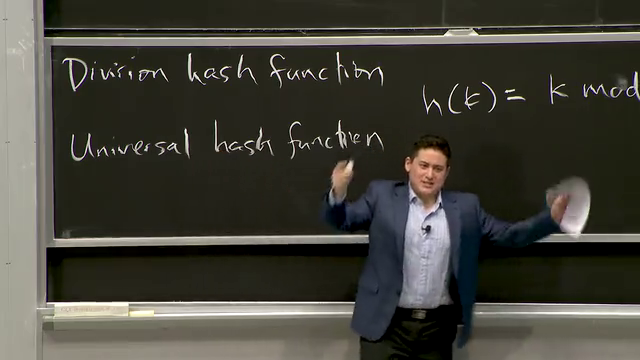 Division hash function
h(k) = k mod
Universal hash function